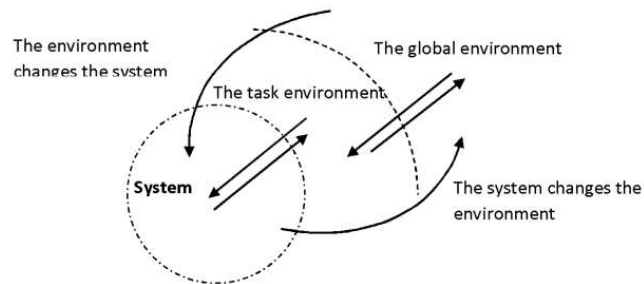 The environment
changes the system
The global environment
The task environment
System
The system changes the
environment